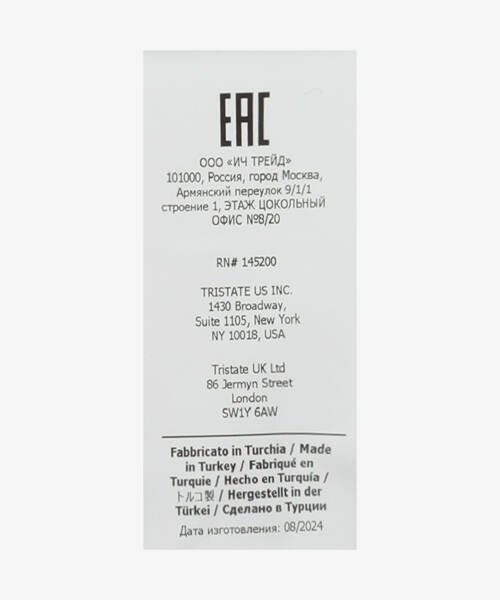 EAC
ООО «ИЧ ТРЕЙД»
101000, Россия, город Москва,
Армянский переулок 9/1/1
строение 1, ЭТАЖ ЦОКОЛЬНЫЙ
ОФИС №8/20
RN# 145200
TRISTATE US INC.
1430 Broadway,
Suite 1105, New York
NY 10018, USA
Tristate UK Ltd
86 Jermyn Street
London
SW1Y 6AW
Fabbricato in Turchia / Made
in Turkey / Fabriqué en
Turquie / Hecho en Turquía /
トルコ製 / Hergestellt in der
Türkei / Сделано в Турции
Дата изготовления: 08/2024